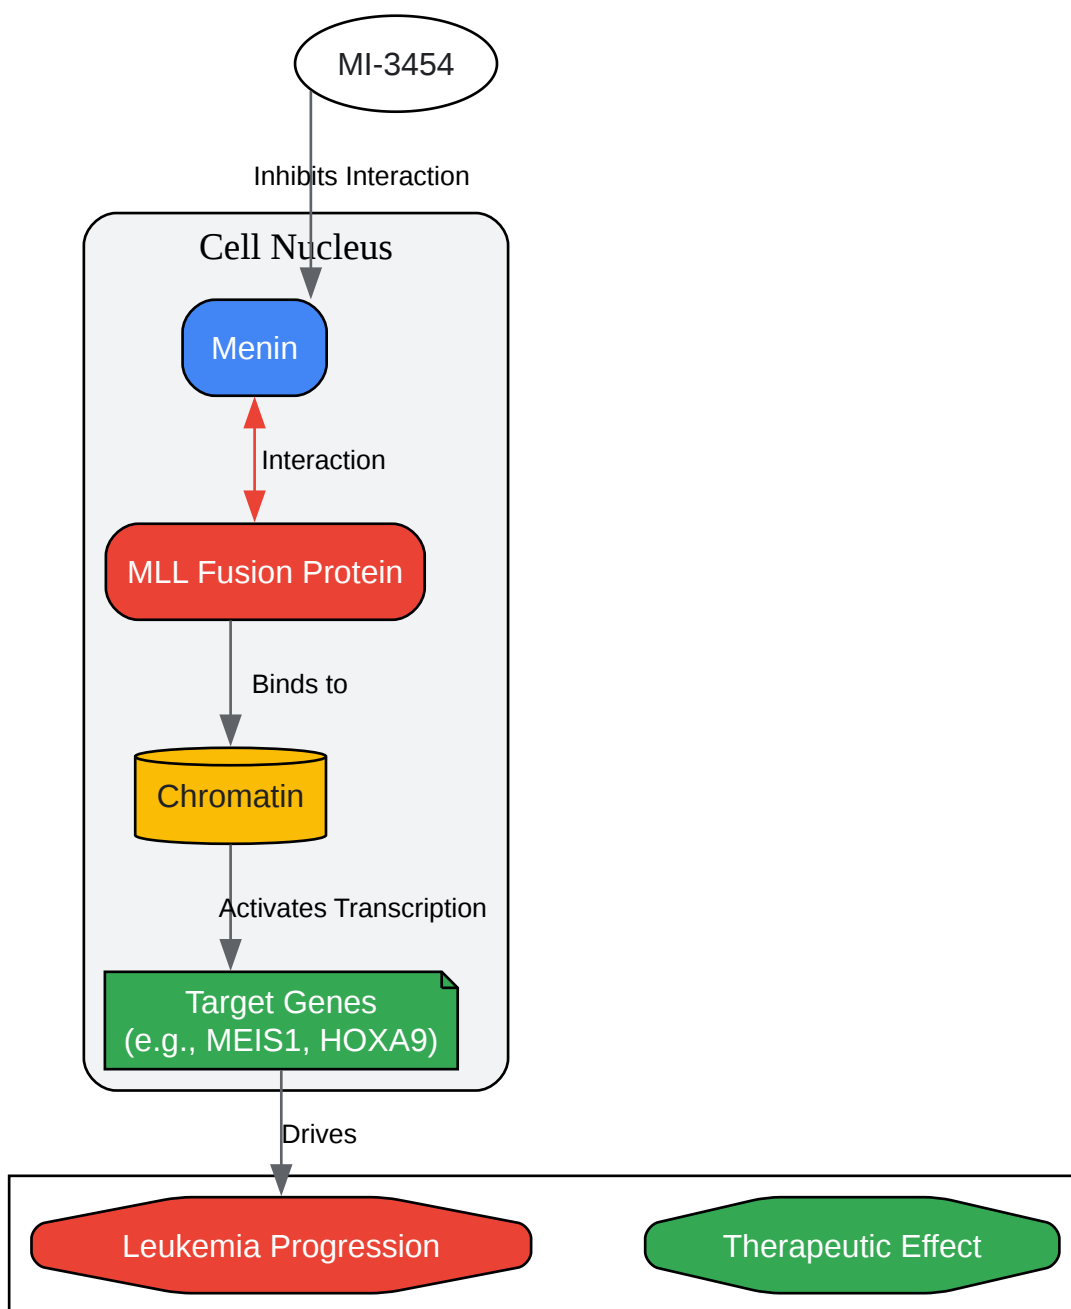 MI-3454
Inhibits Interaction
Cell Nucleus
Menin
Interaction
MLL Fusion Protein
Binds to
Chromatin
Activates Transcription
Target Genes
(e.g., MEIS1, HOXA9)
Drives
Leukemia Progression
Therapeutic Effect